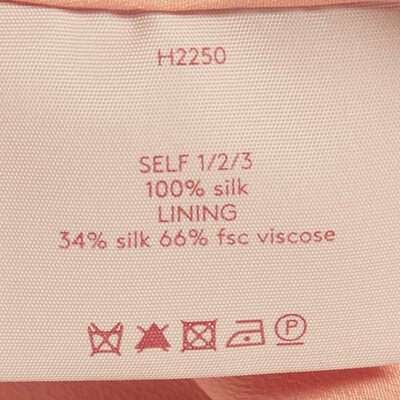 H2250
SELF 1/2/3
100% silk
LINING
34% silk 66% fsc viscose
P